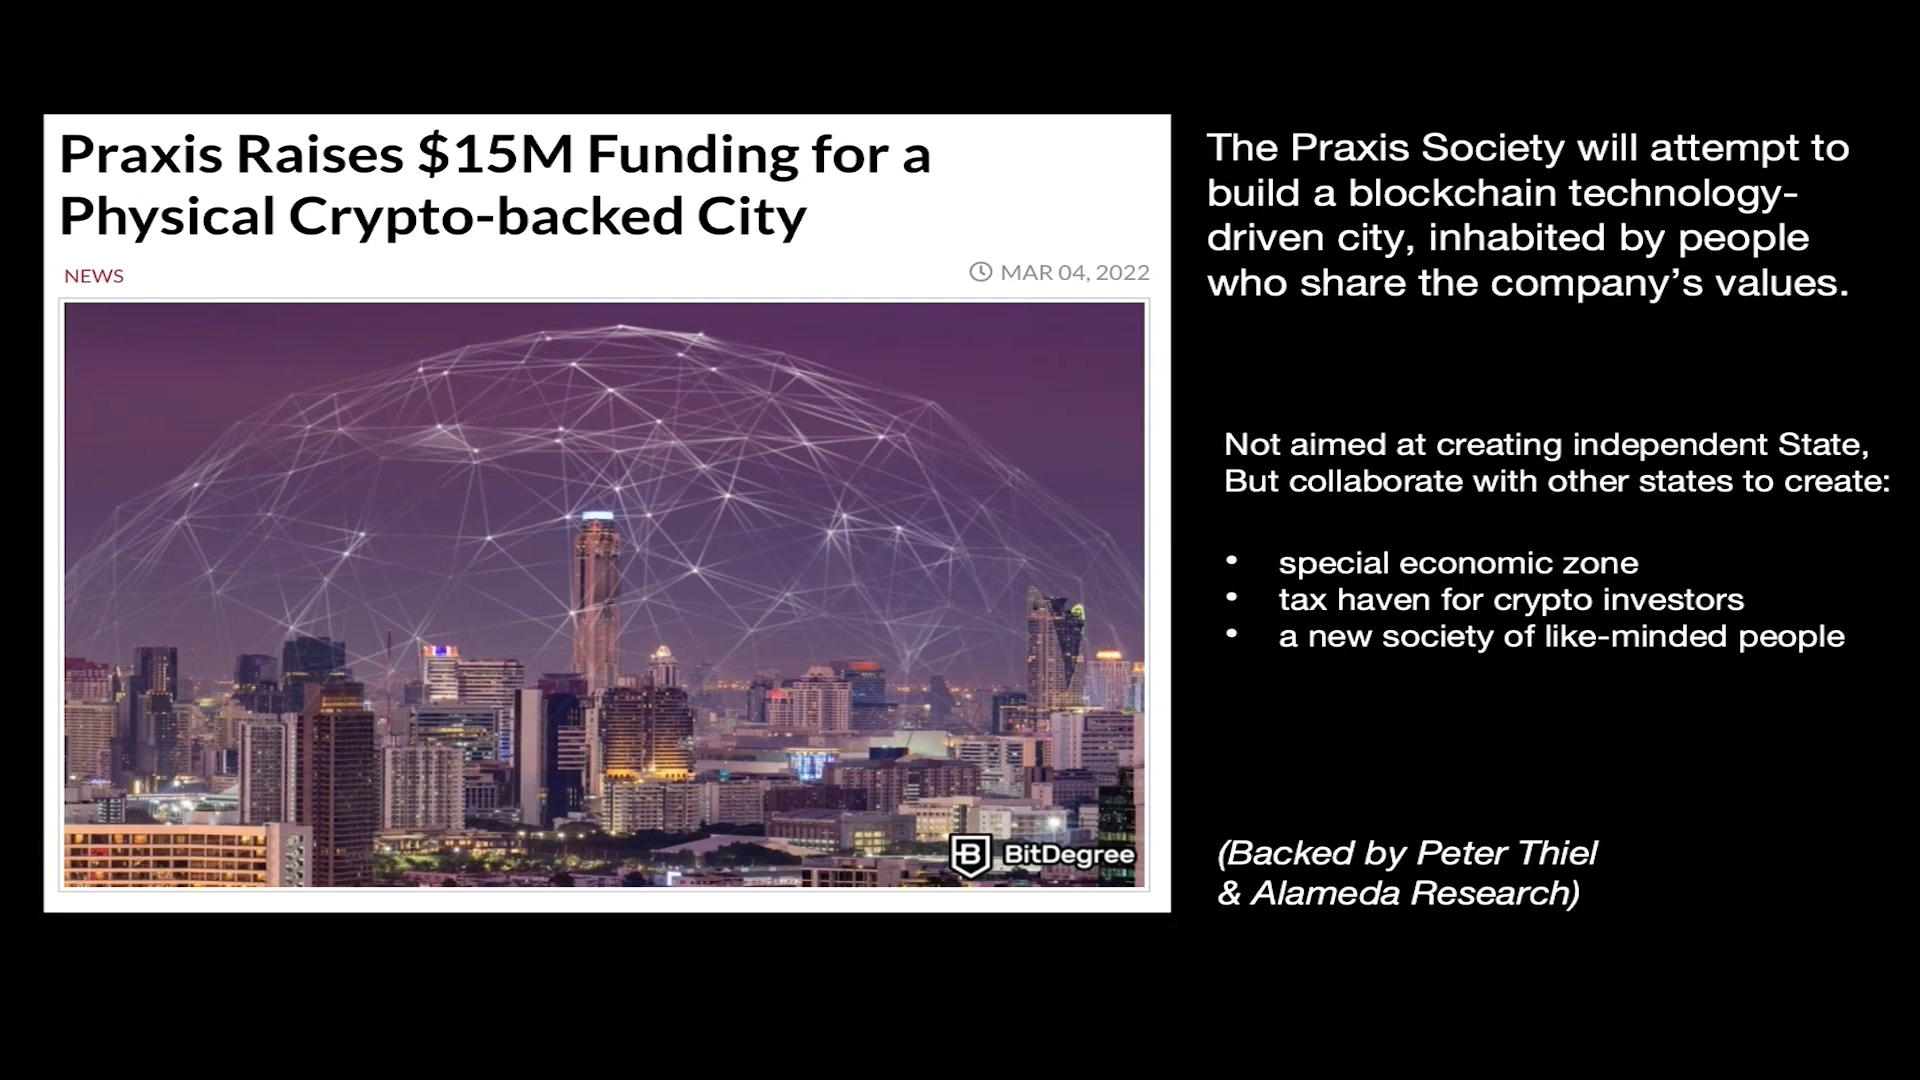 Praxis Raises $15M Funding for a
Physical Crypto-backed City
NEWS
MAR 04, 2022
BitDegree
The Praxis Society will attempt to
build a blockchain technology-
driven city, inhabited by people
who share the company's values.
Not aimed at creating independent State,
But collaborate with other states to create:
• special economic zone
• tax haven for crypto investors
• a new society of like-minded people
(Backed by Peter Thiel
& Alameda Research)